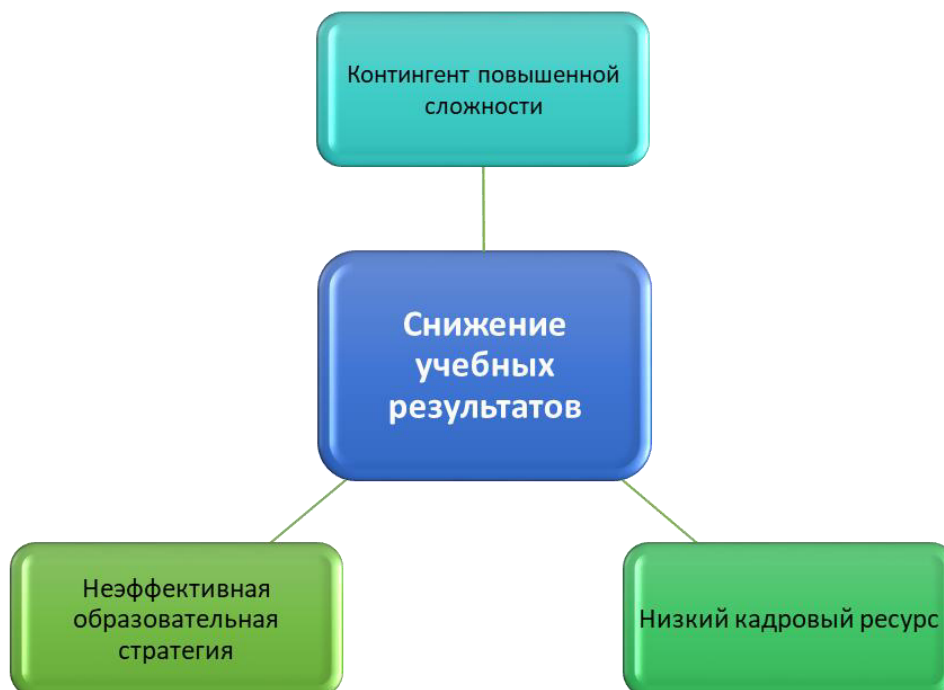 Контингент повышенной
сложности
Снижение
учебных
результатов
Неэффективная
образовательная
стратегия
Низкий кадровый ресурс